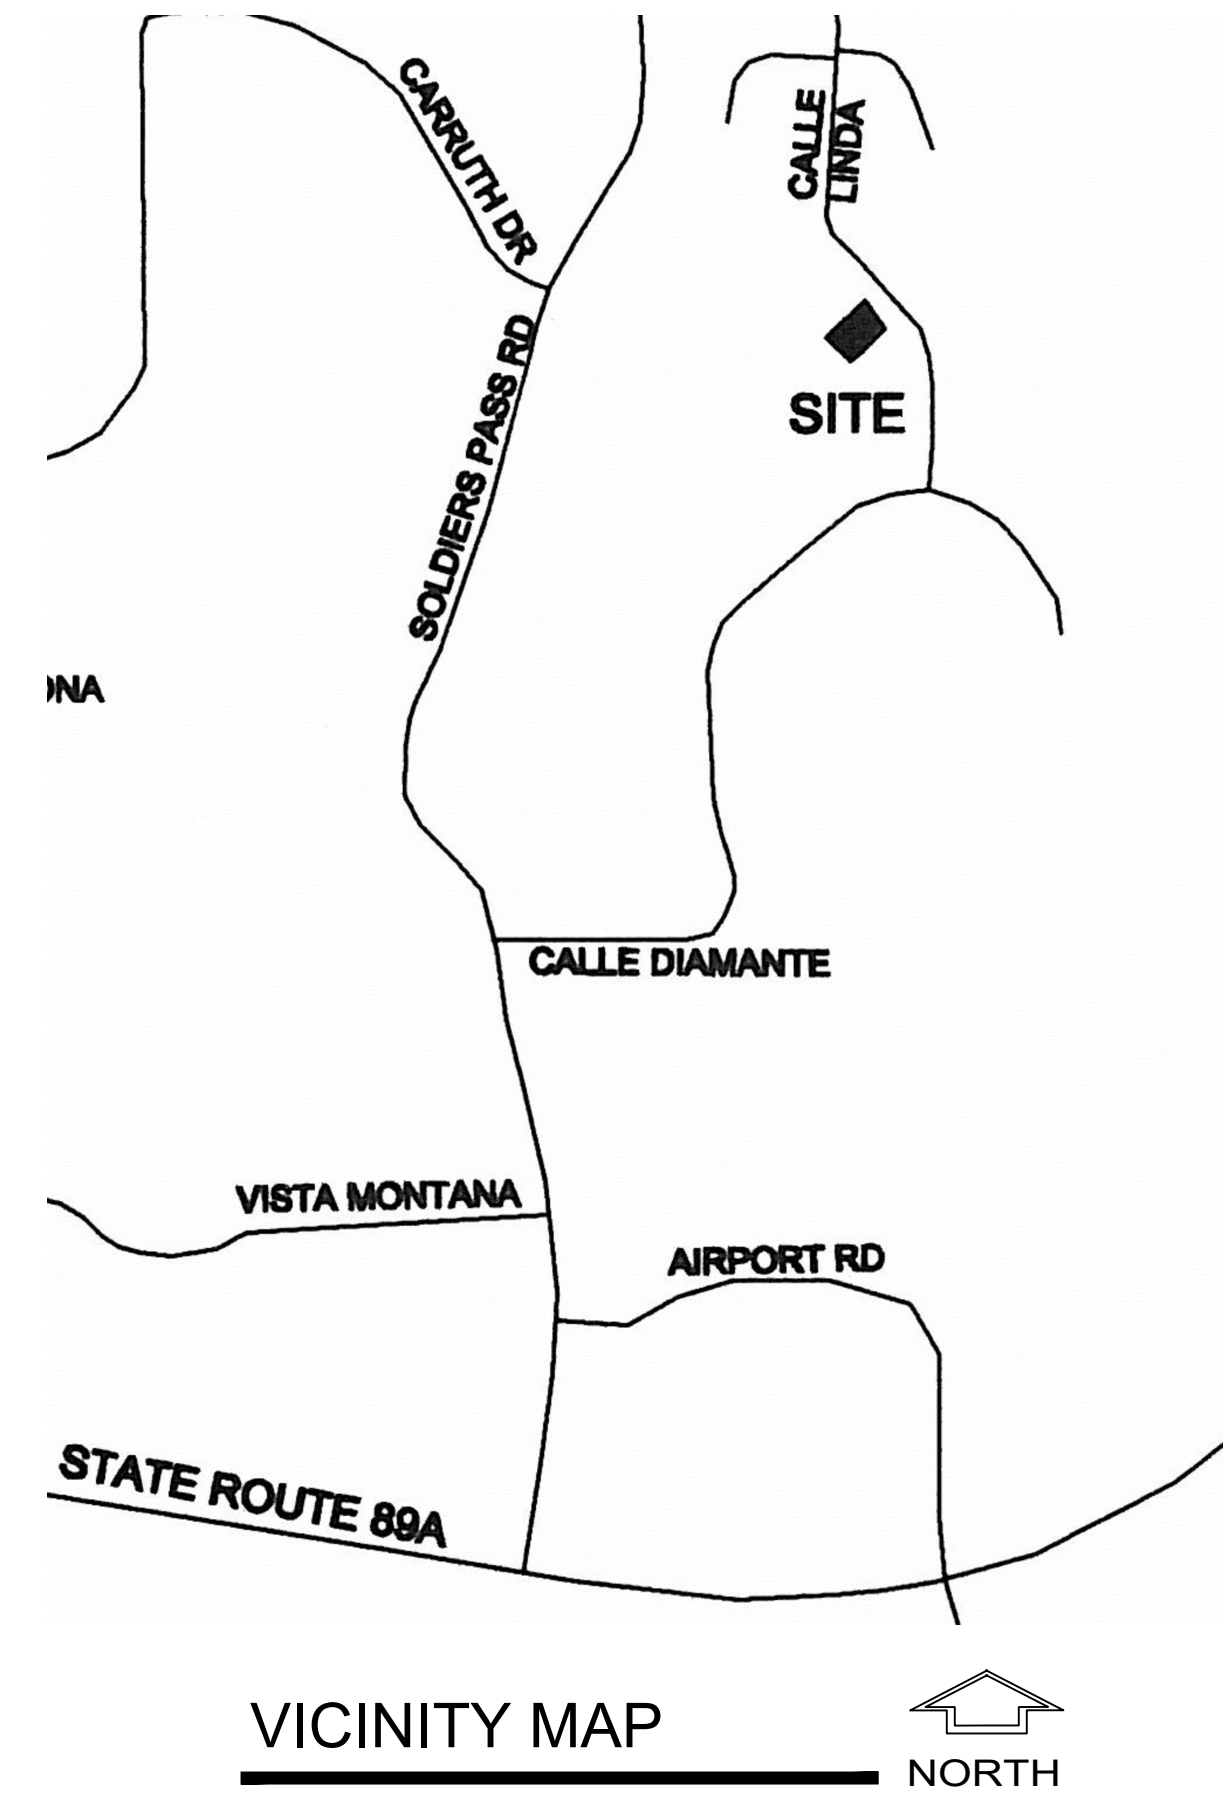 CARRUTH DR
CALLE
LINDA
SOLDIERS PASS RD
SITE
ONA
CALLE DIAMANTE
VISTA MONTANA
AIRPORT RD
STATE ROUTE 89A
VICINITY MAP
NORTH